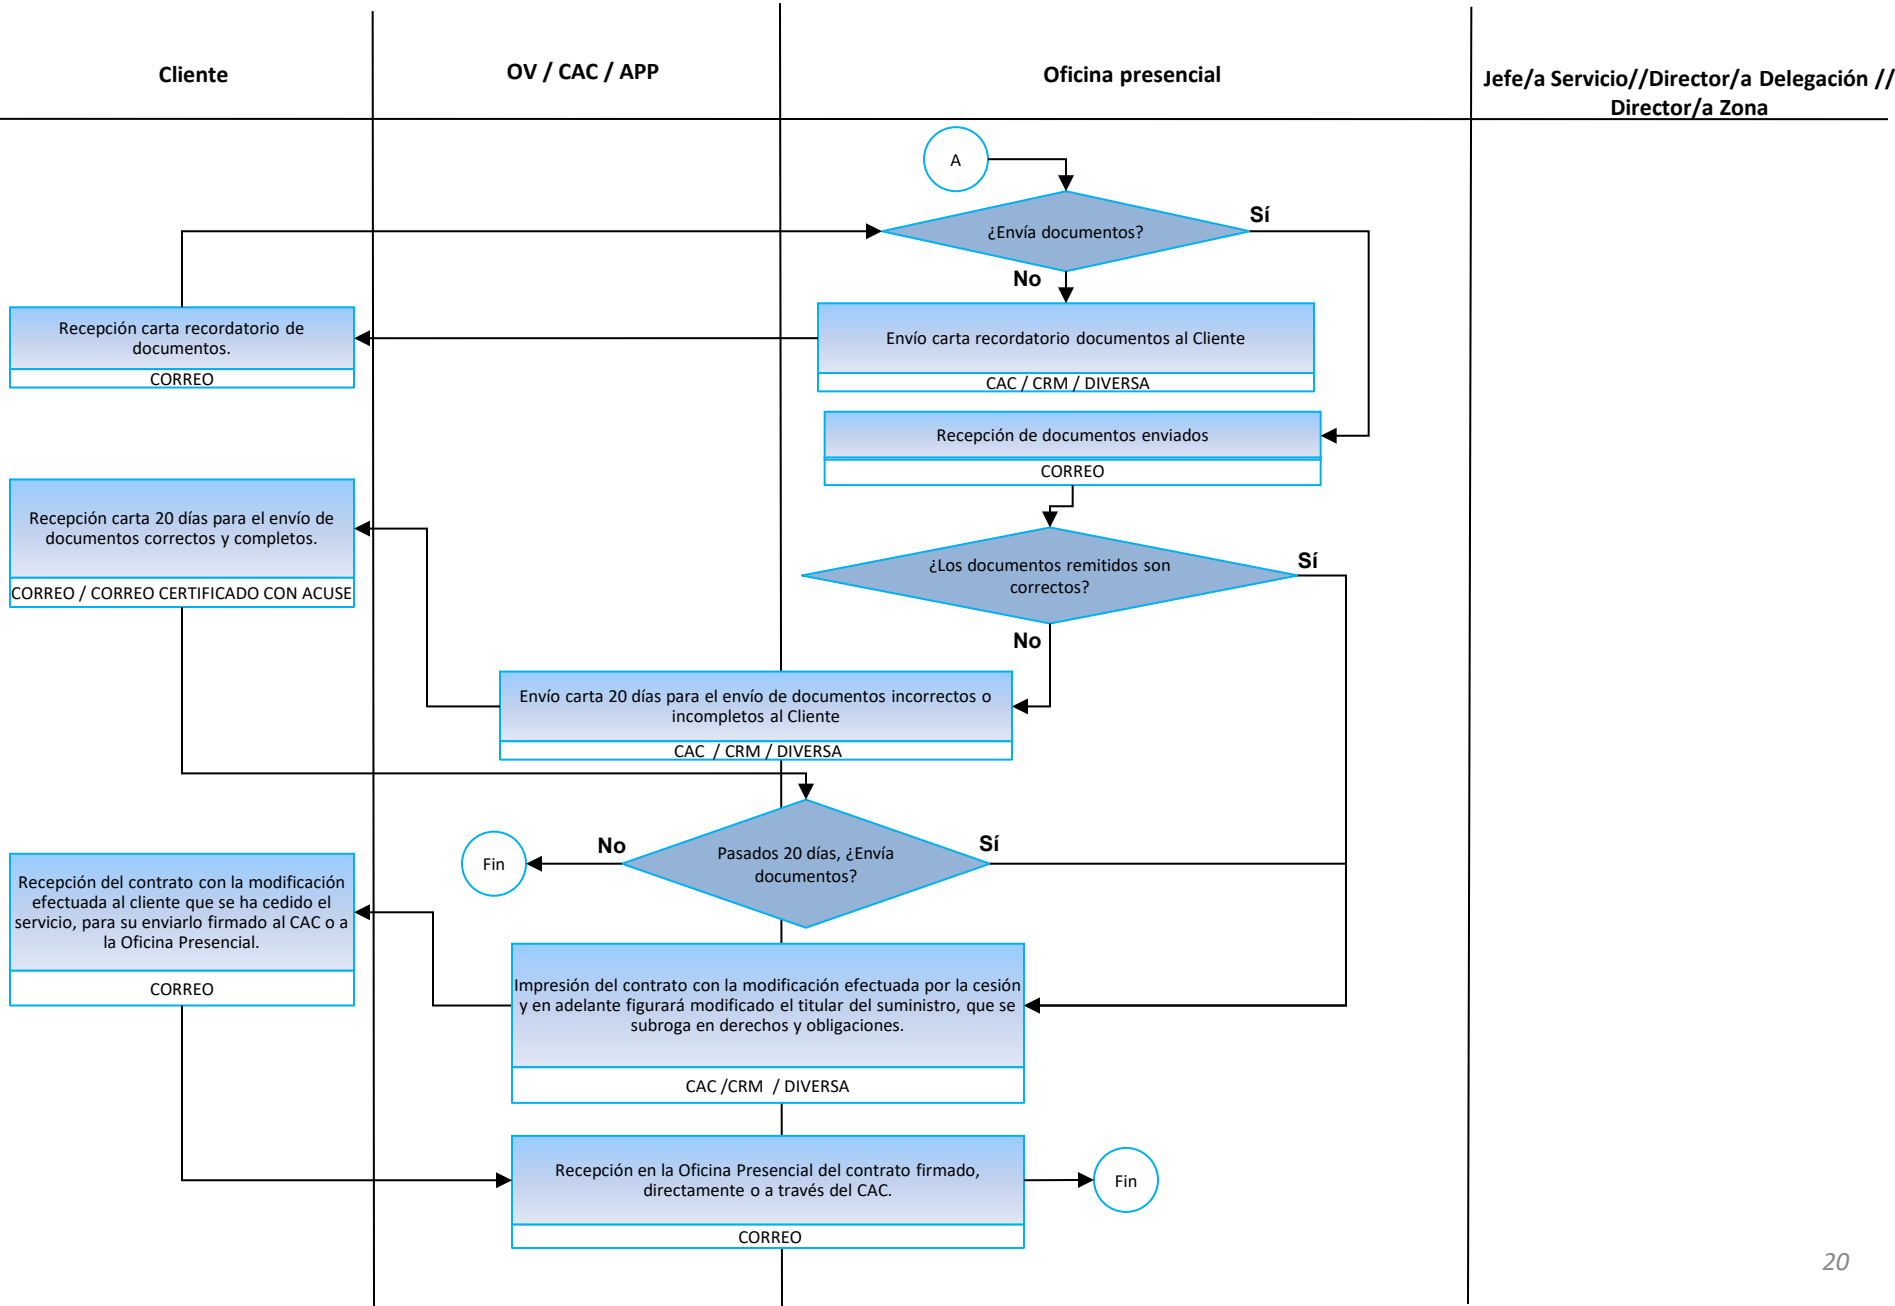 Cliente
OV / CAC / APP
Oficina presencial
Jefe/a Servicio//Director/a Delegación //
Director/a Zona
A
¿Envía documentos?
Sí
No
Recepción carta recordatorio de
documentos.
CORREO
Envío carta recordatorio documentos al Cliente
CAC / CRM / DIVERSA
Recepción de documentos enviados
CORREO
Recepción carta 20 días para el envío de
documentos correctos y completos.
CORREO / CORREO CERTIFICADO CON ACUSE
¿Los documentos remitidos son
correctos?
Sí
No
Envío carta 20 días para el envío de documentos incorrectos o
incompletos al Cliente
CAC / CRM / DIVERSA
Pasados 20 días, ¿Envía
documentos?
No
Sí
Fin
Recepción del contrato con la modificación
efectuada al cliente que se ha cedido el
servicio, para su enviarlo firmado al CAC o a
la Oficina Presencial.
CORREO
Impresión del contrato con la modificación efectuada por la cesión
y en adelante figurará modificado el titular del suministro, que se
subroga en derechos y obligaciones.
CAC /CRM / DIVERSA
Recepción en la Oficina Presencial del contrato firmado,
directamente o a través del CAC.
CORREO
Fin
20